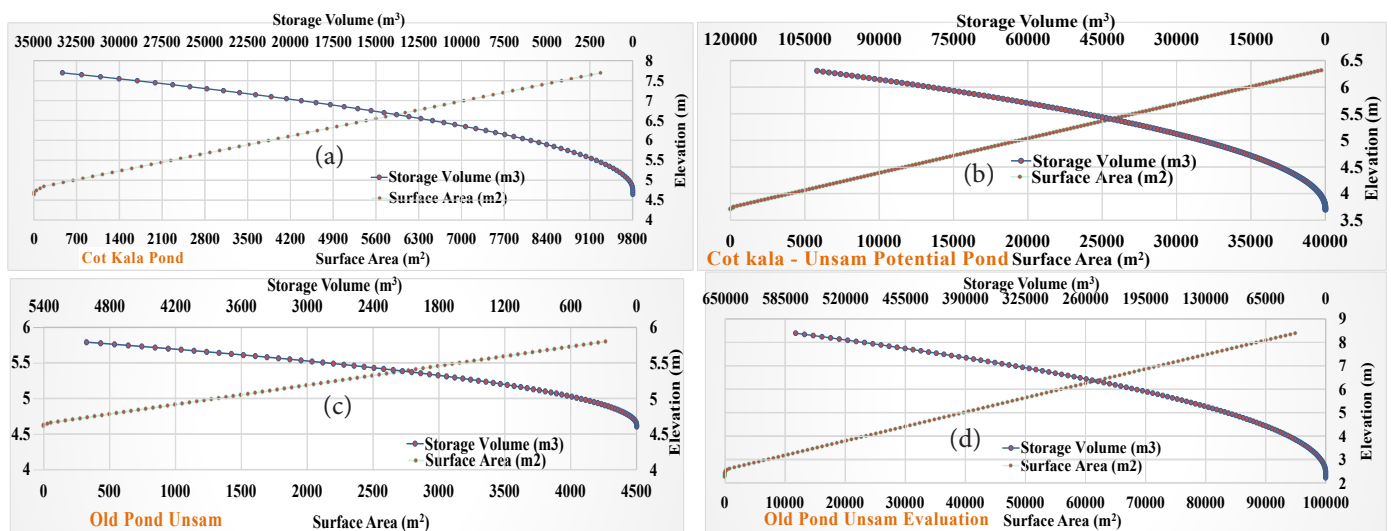 Storage Volume (m³)
35000 32500 30000 27500 25000 22500 20000 17500 15000 12500 10000 7500 5000 2500 0
8
7.5
7
6.5
6
5.5
5
4.5
4
Elevation (m)
(a)
Storage Volume (m3)
Surface Area (m2)
0 700 1400 2100 2800 3500 4200 4900 5600 6300 7000 7700 8400 9100 9800
Cot Kala Pond
Surface Area (m²)
Storage Volume (m³)
120000 105000 90000 75000 60000 45000 30000 15000 0
6.5
6
5.5
5
4.5
4
3.5
Elevation (m)
(b)
Storage Volume (m3)
Surface Area (m2)
0 5000 10000 15000 20000 25000 30000 35000 40000
Cot kala - Unsam Potential Pond
Surface Area (m²)
Storage Volume (m³)
5400 4800 4200 3600 3000 2400 1800 1200 600 0
6
5.5
5
4.5
4
Elevation (m)
(c)
Storage Volume (m3)
Surface Area (m2)
0 500 1000 1500 2000 2500 3000 3500 4000 4500
Old Pond Unsam
Surface Area (m²)
Storage Volume (m³)
650000 585000 520000 455000 390000 325000 260000 195000 130000 65000 0
9
8
7
6
5
4
3
2
Elevation (m)
(d)
Storage Volume (m3)
Surface Area (m2)
0 10000 20000 30000 40000 50000 60000 70000 80000 90000 100000
Old Pond Unsam Evaluation
Surface Area (m²)